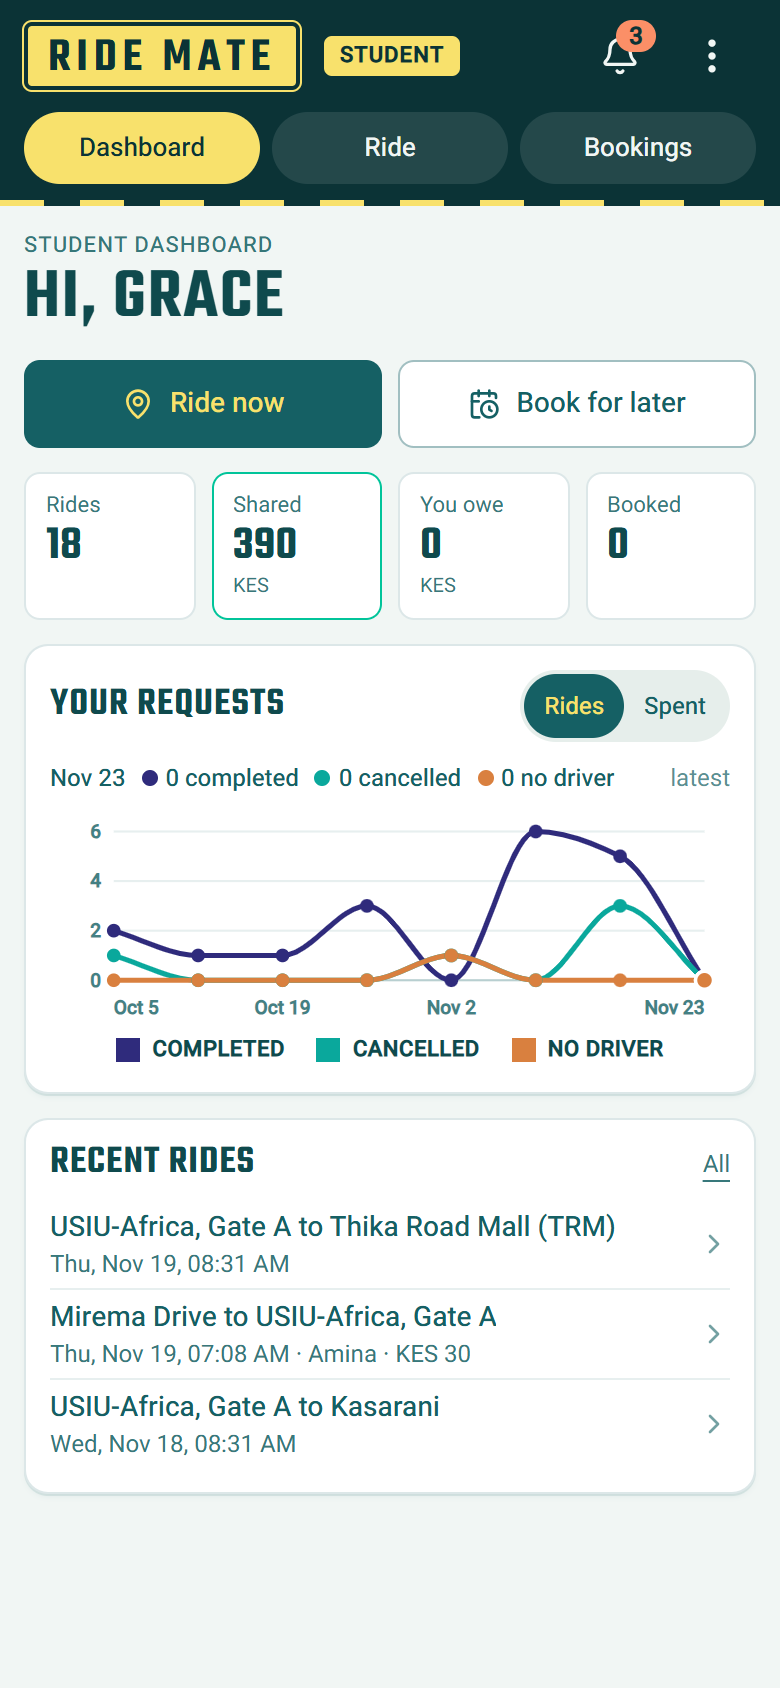 RIDE MATE
STUDENT
3
Dashboard
Ride
Bookings
STUDENT DASHBOARD
HI, GRACE
Ride now
Book for later
Rides
18
Shared
390
KES
You owe
0
KES
Booked
0
YOUR REQUESTS
Rides
Spent
Nov 23 0 completed 0 cancelled 0 no driver latest
6
4
2
0
Oct 5 Oct 19 Nov 2 Nov 23
COMPLETED CANCELLED NO DRIVER
RECENT RIDES
All
USIU-Africa, Gate A to Thika Road Mall (TRM)
Thu, Nov 19, 08:31 AM
Mirema Drive to USIU-Africa, Gate A
Thu, Nov 19, 07:08 AM · Amina · KES 30
USIU-Africa, Gate A to Kasarani
Wed, Nov 18, 08:31 AM